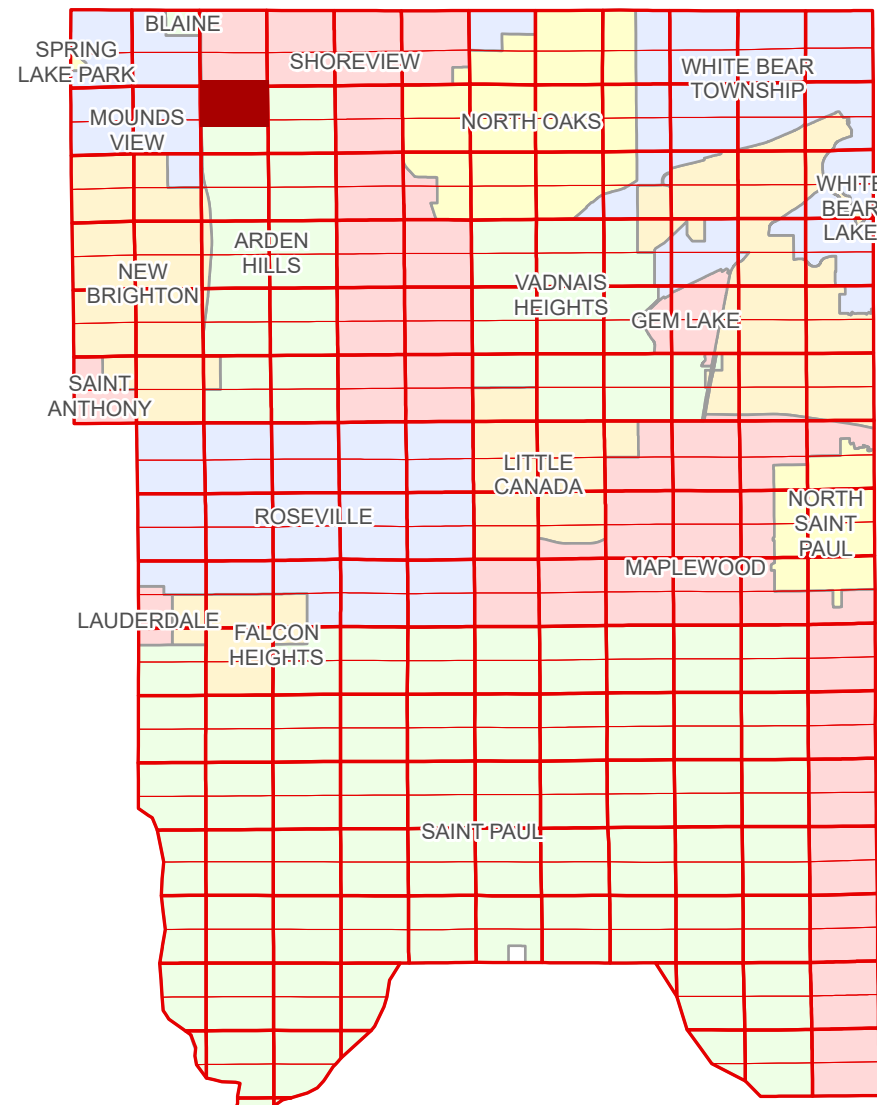 BLAINE
SPRING
LAKE PARK
SHOREVIEW
WHITE BEAR
TOWNSHIP
MOUNDS
VIEW
NORTH OAKS
WHITE
BEAR
LAKE
ARDEN
HILLS
NEW
BRIGHTON
VADNAIS
HEIGHTS
GEM LAKE
SAINT
ANTHONY
LITTLE
CANADA
NORTH
SAINT
PAUL
ROSEVILLE
MAPLEWOOD
LAUDERDALE
FALCON
HEIGHTS
SAINT PAUL